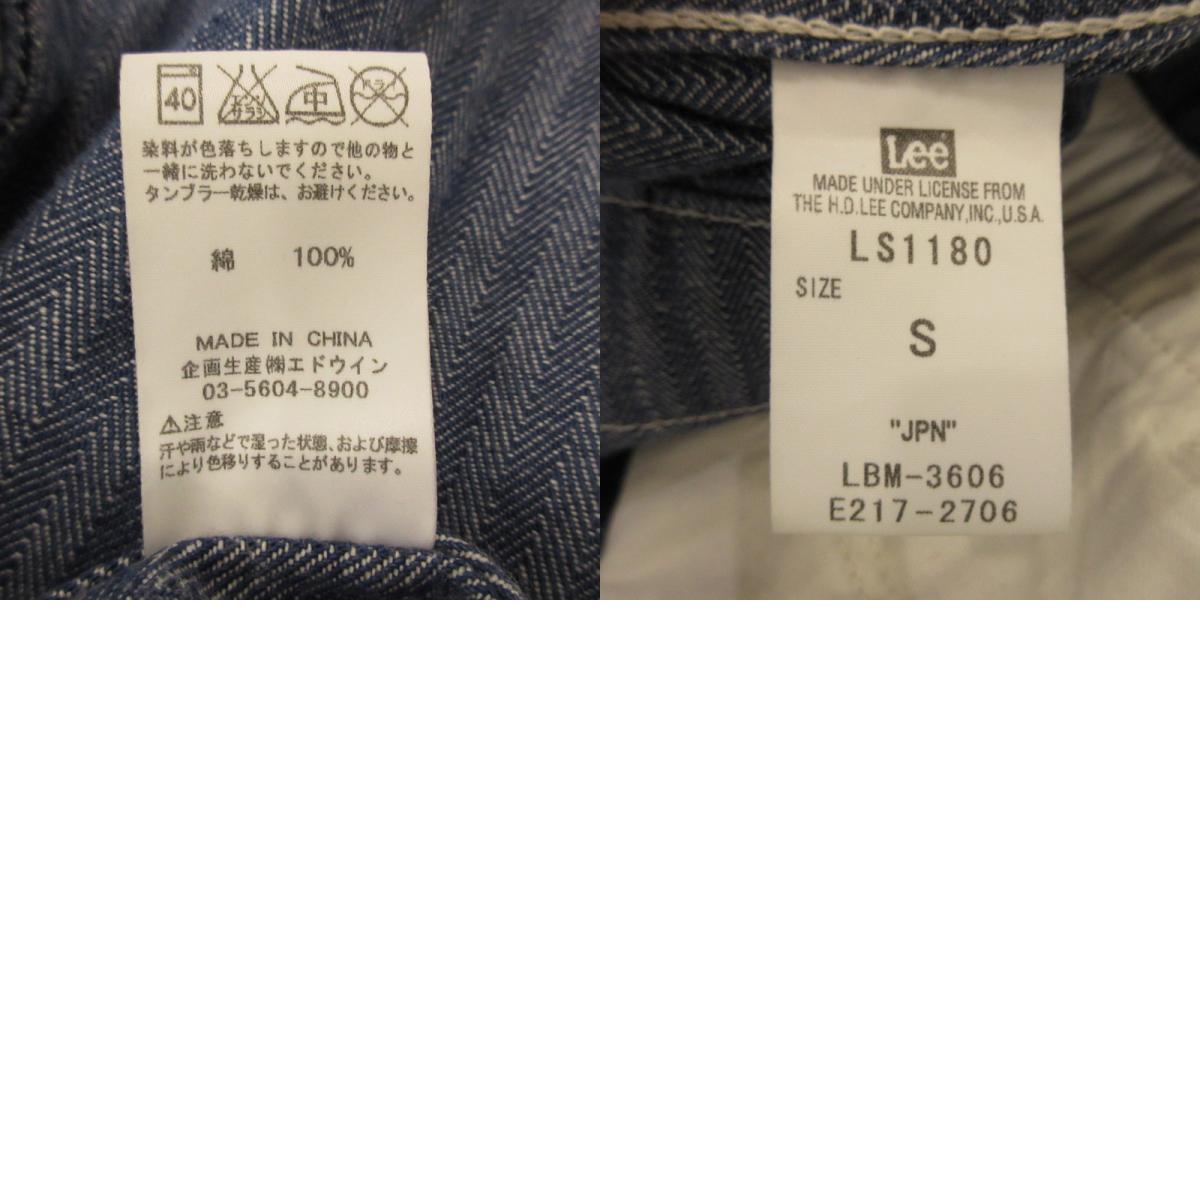 40
エンソ
サラシ
中
ドライ
染料が色落ちしますので他の物と
一緒に洗わないでください。
タンブラー乾燥は、お避けください。
綿 100%
MADE IN CHINA
企画生産㈱エドウイン
03-5604-8900
⚠注意
汗や雨などで湿った状態、および摩擦
により色移りすることがあります。
Lee
MADE UNDER LICENSE FROM
THE H.D.LEE COMPANY,INC.,U.S.A.
LS1180
SIZE
S
"JPN"
LBM-3606
E217-2706